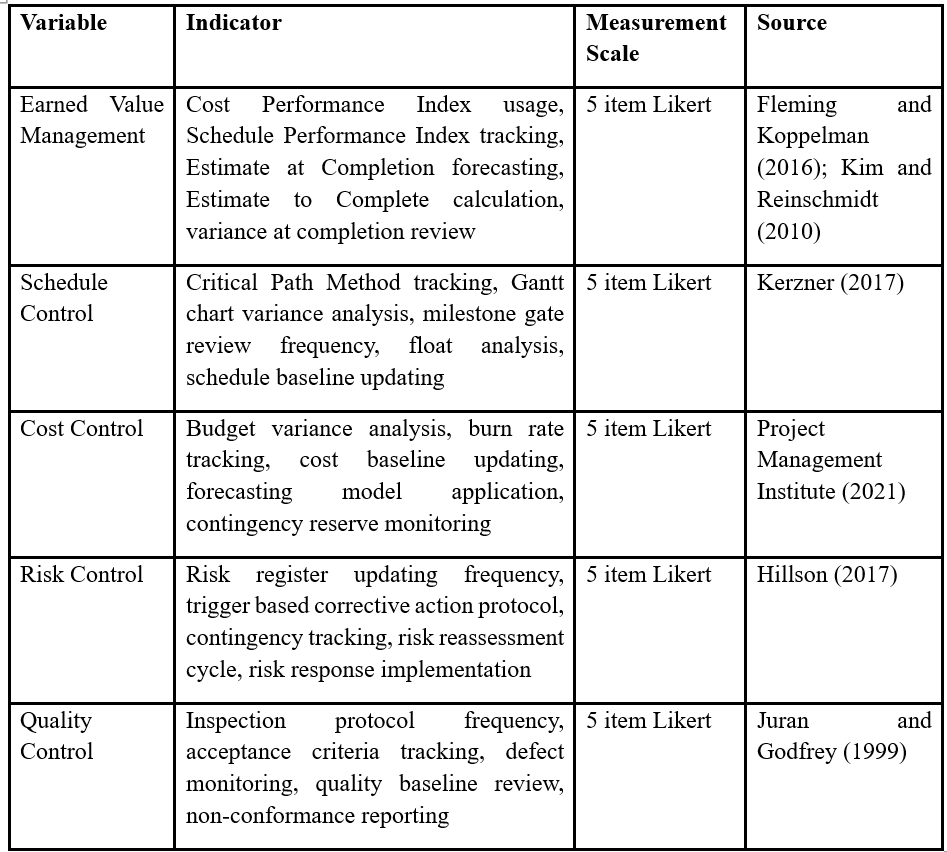 Variable Indicator Measurement Scale Source
Earned Value Management
Cost Performance Index usage,
Schedule Performance Index tracking,
Estimate at Completion forecasting,
Estimate to Complete calculation,
variance at completion review
5 item Likert
Fleming and
Koppelman
(2016); Kim and
Reinschmidt
(2010)
Schedule
Control
Critical Path Method tracking, Gantt
chart variance analysis, milestone gate
review frequency, float analysis,
schedule baseline updating
5 item Likert
Kerzner (2017)
Cost Control
Budget variance analysis, burn rate
tracking, cost baseline updating,
forecasting model application,
contingency reserve monitoring
5 item Likert
Project
Management
Institute (2021)
Risk Control
Risk register updating frequency,
trigger based corrective action protocol,
contingency tracking, risk reassessment
cycle, risk response implementation
5 item Likert
Hillson (2017)
Quality
Control
Inspection protocol frequency,
acceptance criteria tracking, defect
monitoring, quality baseline review,
non-conformance reporting
5 item Likert
Juran and
Godfrey (1999)